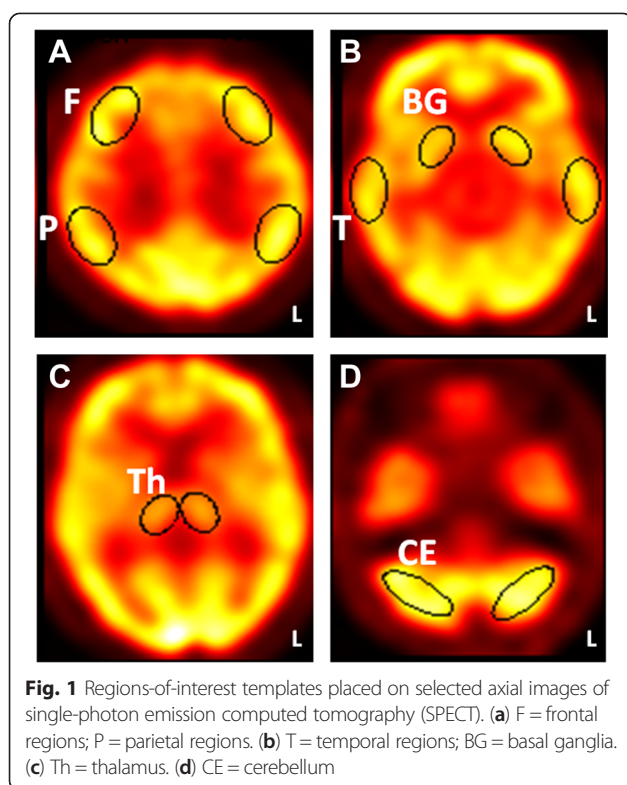 A
F
P
L
B
BG
T
L
C
Th
L
D
CE
L
Fig. 1 Regions-of-interest templates placed on selected axial images of
single-photon emission computed tomography (SPECT). (a) F = frontal
regions; P = parietal regions. (b) T = temporal regions; BG = basal ganglia.
(c) Th = thalamus. (d) CE = cerebellum